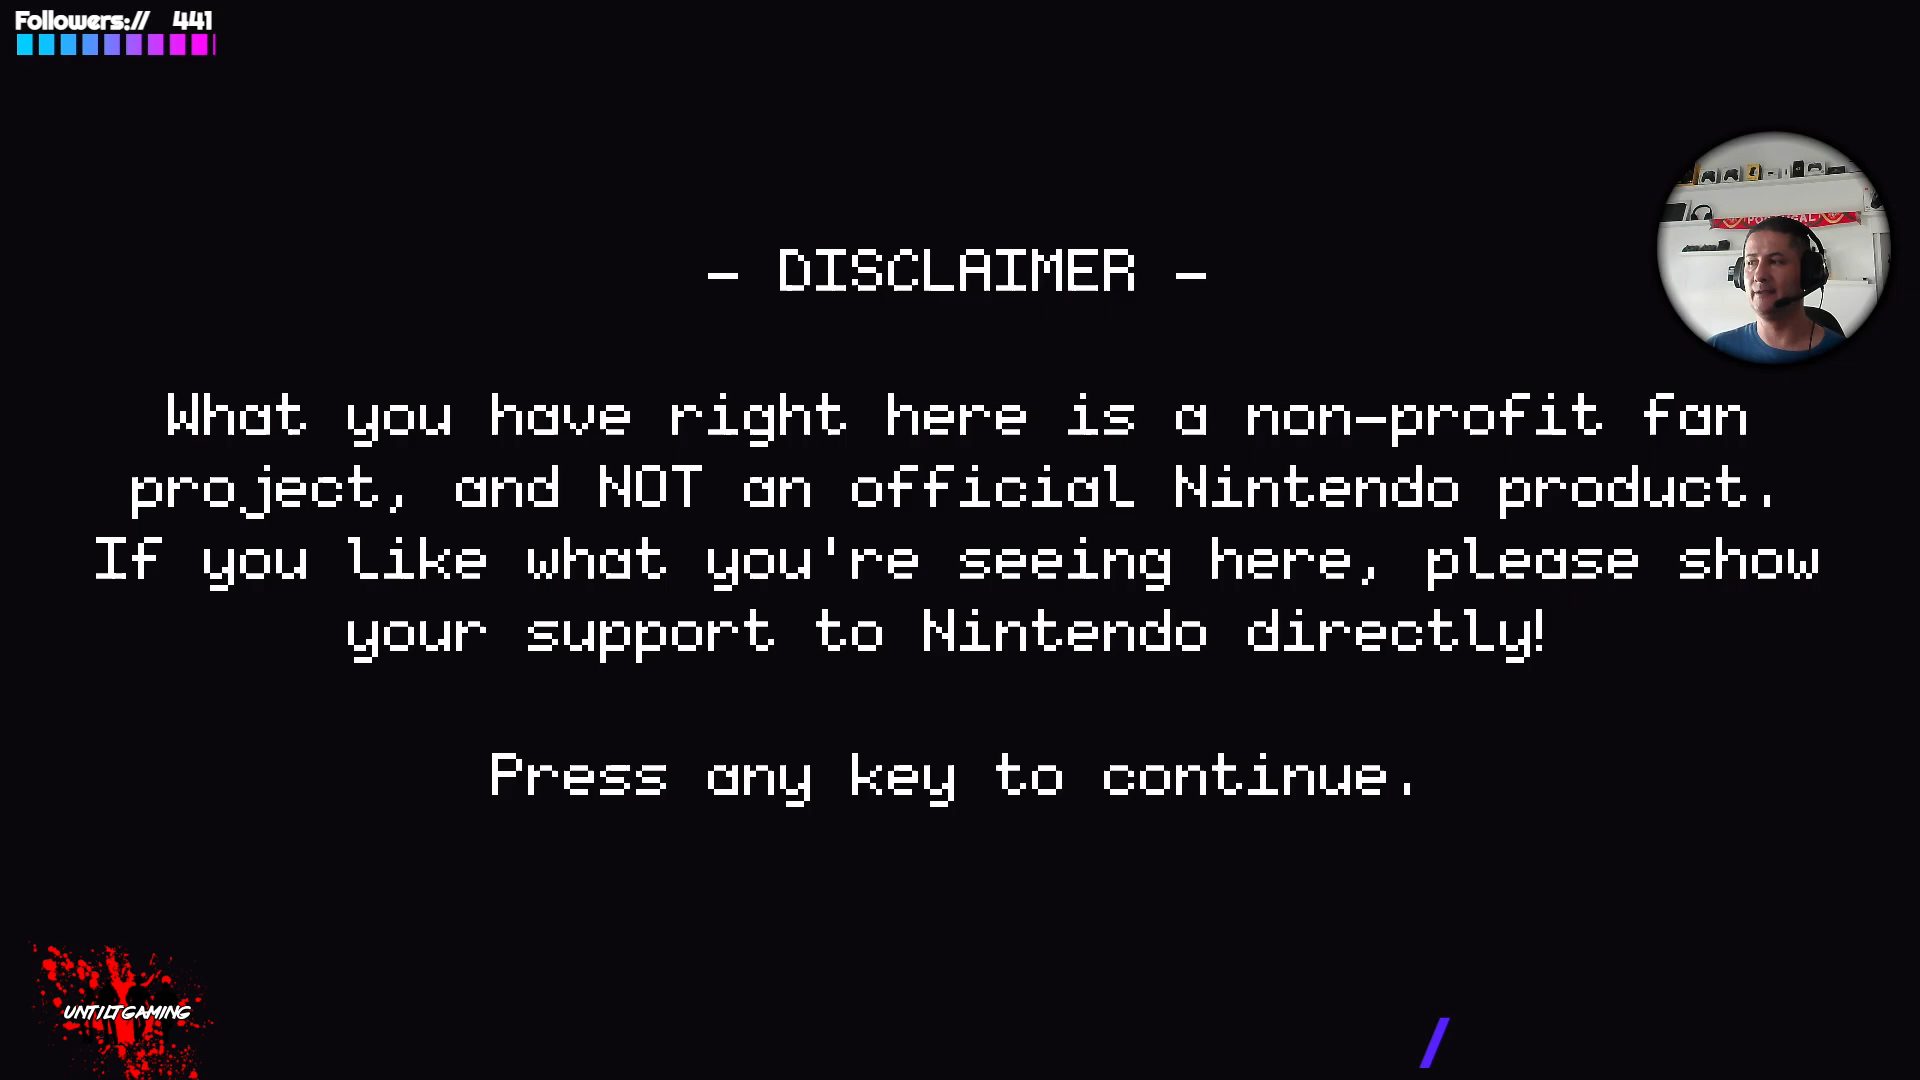 Followers:// 441
PORTUGAL
- DISCLAIMER -
What you have right here is a non-profit fan
project, and NOT an official Nintendo product.
If you like what you're seeing here, please show
your support to Nintendo directly!
Press any key to continue.
UNTILTGAMING
/